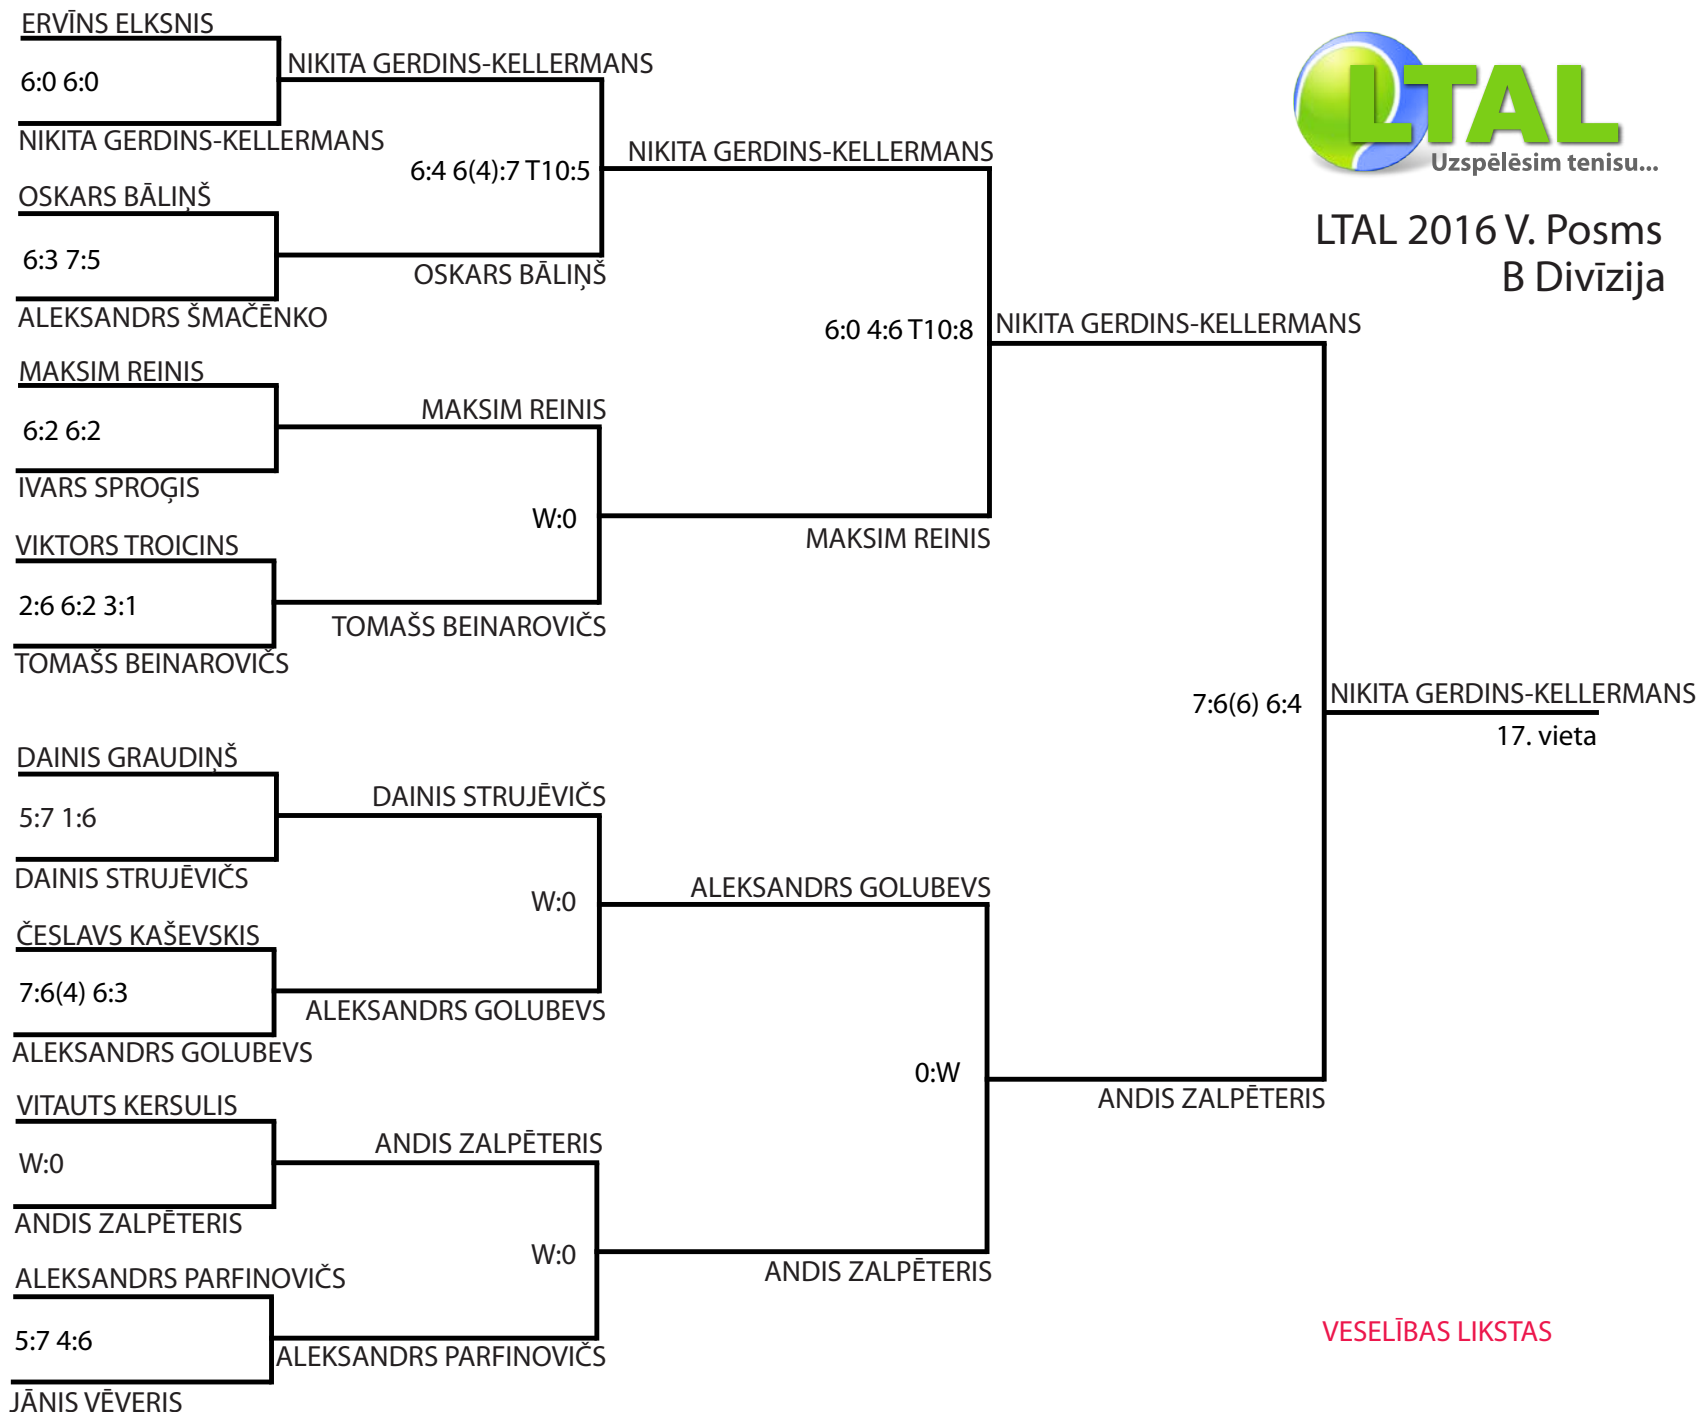 ERVĪNS ELKSNIS
6:0 6:0
NIKITA GERDINS-KELLERMANS
OSKARS BĀLIŅŠ
6:3 7:5
ALEKSANDRS ŠMAČĒNKO
MAKSIM REINIS
6:2 6:2
IVARS SPROĢIS
VIKTORS TROICINS
2:6 6:2 3:1
TOMAŠS BEINAROVIČS
DAINIS GRAUDIŅŠ
5:7 1:6
DAINIS STRUJĒVIČS
ČESLAVS KAŠEVSKIS
7:6(4) 6:3
ALEKSANDRS GOLUBEVS
VITAUTS KERSULIS
W:0
ANDIS ZALPĒTERIS
ALEKSANDRS PARFINOVIČS
5:7 4:6
JĀNIS VĒVERIS
NIKITA GERDINS-KELLERMANS
6:4 6(4):7 T10:5
OSKARS BĀLIŅŠ
MAKSIM REINIS
W:0
TOMAŠS BEINAROVIČS
DAINIS STRUJĒVIČS
W:0
ALEKSANDRS GOLUBEVS
ANDIS ZALPĒTERIS
W:0
ALEKSANDRS PARFINOVIČS
NIKITA GERDINS-KELLERMANS
6:0 4:6 T10:8
MAKSIM REINIS
ALEKSANDRS GOLUBEVS
0:W
ANDIS ZALPĒTERIS
NIKITA GERDINS-KELLERMANS
7:6(6) 6:4
ANDIS ZALPĒTERIS
NIKITA GERDINS-KELLERMANS
17. vieta
LTAL
Uzspēlēsim tenisu...
LTAL 2016 V. Posms
B Divīzija
VESELĪBAS LIKSTAS